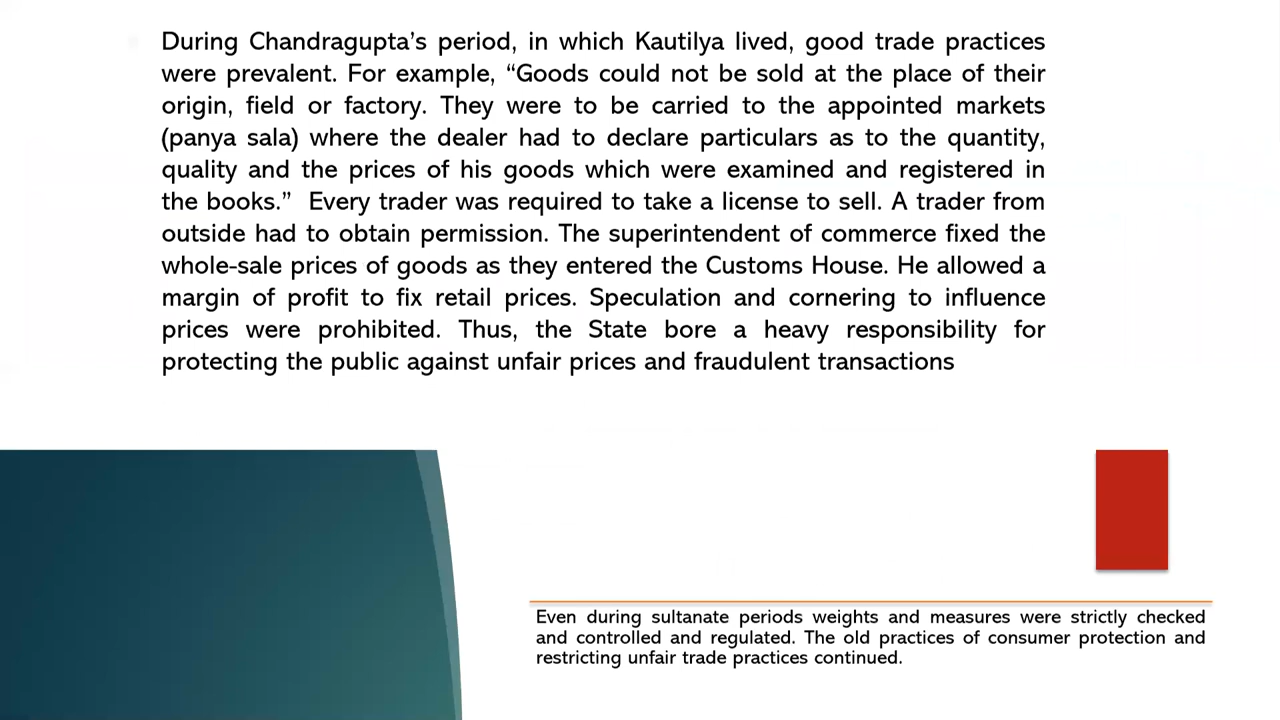 During Chandragupta’s period, in which Kautilya lived, good trade practices
were prevalent. For example, “Goods could not be sold at the place of their
origin, field or factory. They were to be carried to the appointed markets
(panya sala) where the dealer had to declare particulars as to the quantity,
quality and the prices of his goods which were examined and registered in
the books.” Every trader was required to take a license to sell. A trader from
outside had to obtain permission. The superintendent of commerce fixed the
whole-sale prices of goods as they entered the Customs House. He allowed a
margin of profit to fix retail prices. Speculation and cornering to influence
prices were prohibited. Thus, the State bore a heavy responsibility for
protecting the public against unfair prices and fraudulent transactions
Even during sultanate periods weights and measures were strictly checked
and controlled and regulated. The old practices of consumer protection and
restricting unfair trade practices continued.